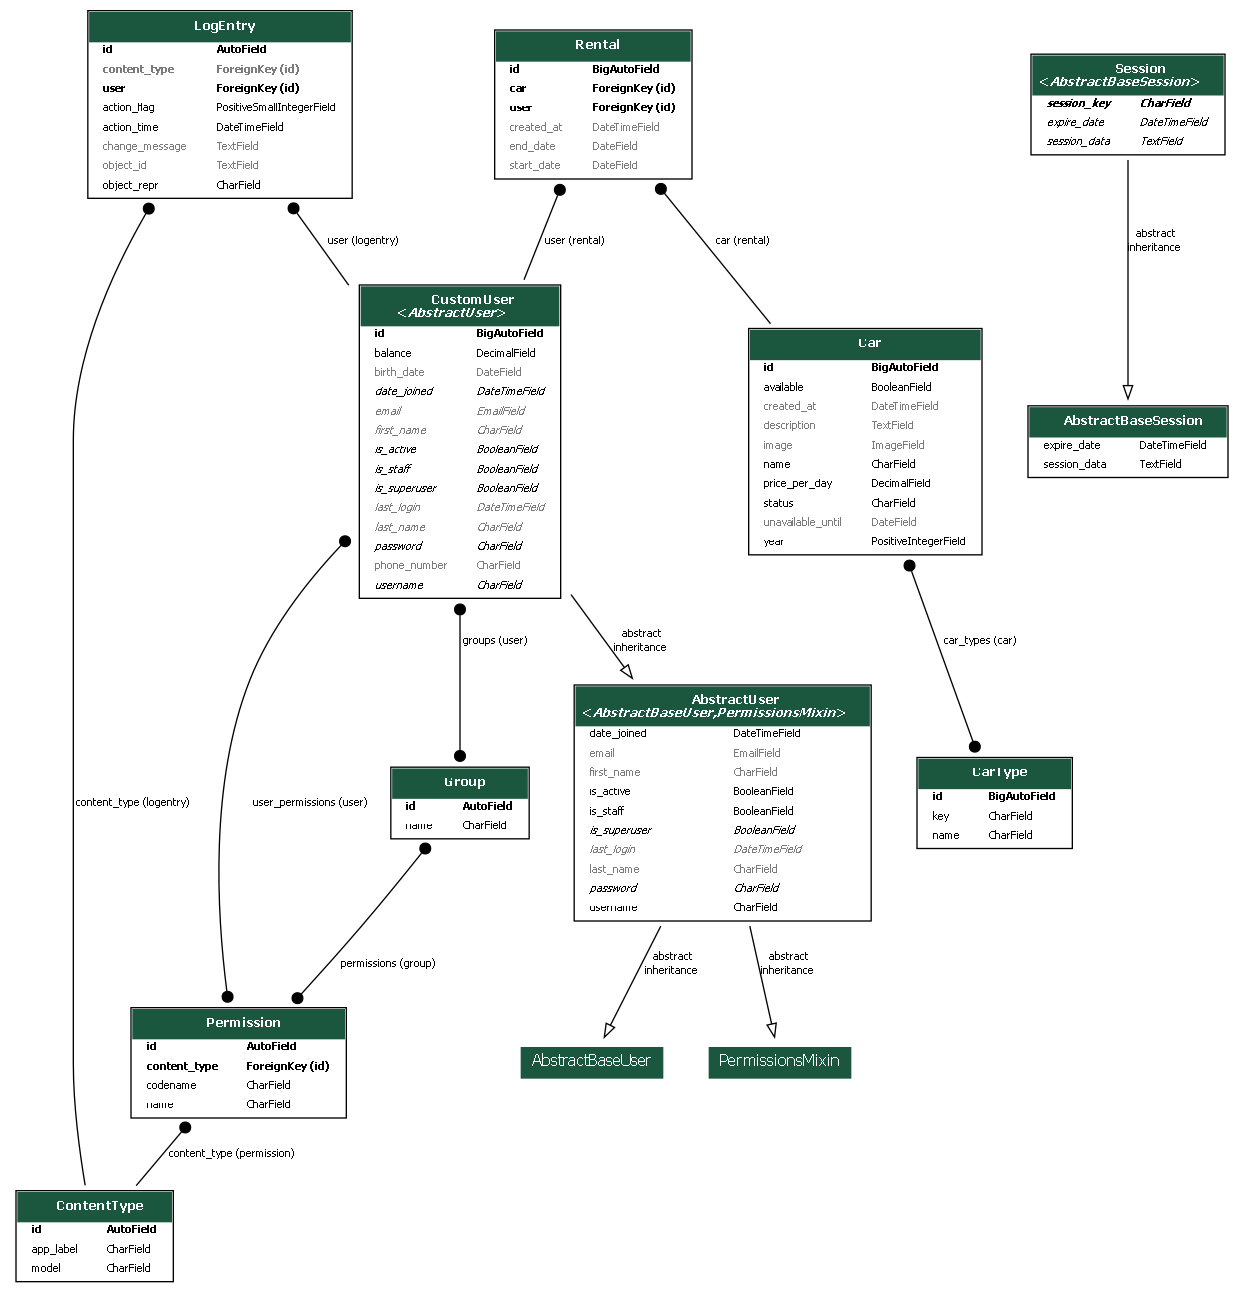 LogEntry
id AutoField
content_type ForeignKey (id)
user ForeignKey (id)
action_flag PositiveSmallIntegerField
action_time DateTimeField
change_message TextField
object_id TextField
object_repr CharField
Rental
id BigAutoField
car ForeignKey (id)
user ForeignKey (id)
created_at DateTimeField
end_date DateField
start_date DateField
Session
<AbstractBaseSession>
session_key CharField
expire_date DateTimeField
session_data TextField
user (logentry)
user (rental)
car (rental)
abstract
inheritance
CustomUser
<AbstractUser>
id BigAutoField
balance DecimalField
birth_date DateField
date_joined DateTimeField
email EmailField
first_name CharField
is_active BooleanField
is_staff BooleanField
is_superuser BooleanField
last_login DateTimeField
last_name CharField
password CharField
phone_number CharField
username CharField
Car
id BigAutoField
available BooleanField
created_at DateTimeField
description TextField
image ImageField
name CharField
price_per_day DecimalField
status CharField
unavailable_until DateField
year PositiveIntegerField
AbstractBaseSession
expire_date DateTimeField
session_data TextField
groups (user)
abstract
inheritance
car_types (car)
AbstractUser
<AbstractBaseUser,PermissionsMixin>
date_joined DateTimeField
email EmailField
first_name CharField
is_active BooleanField
is_staff BooleanField
is_superuser BooleanField
last_login DateTimeField
last_name CharField
password CharField
username CharField
content_type (logentry)
user_permissions (user)
Group
id AutoField
name CharField
CarType
id BigAutoField
key CharField
name CharField
permissions (group)
abstract
inheritance
abstract
inheritance
Permission
id AutoField
content_type ForeignKey (id)
codename CharField
name CharField
AbstractBaseUser
PermissionsMixin
content_type (permission)
ContentType
id AutoField
app_label CharField
model CharField